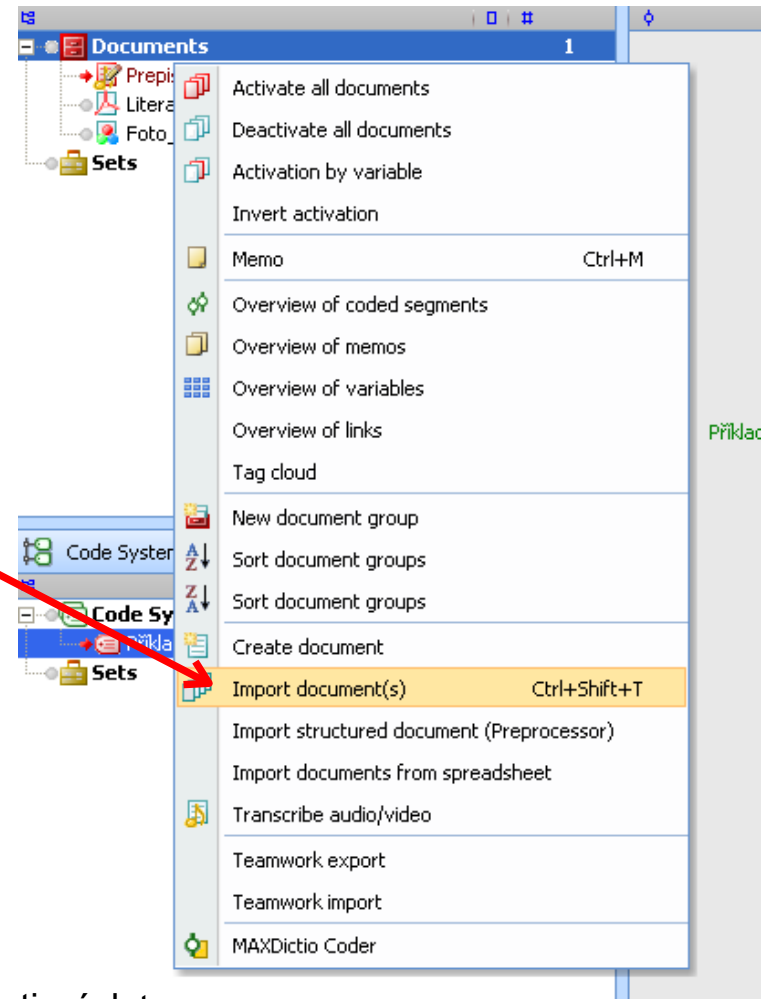 Documents 1
Prepis
Litera
Foto_
Sets
Activate all documents
Deactivate all documents
Activation by variable
Invert activation
Memo Ctrl+M
Overview of coded segments
Overview of memos
Overview of variables
Overview of links
Tag cloud
New document group
Sort document groups
Sort document groups
Create document
Import document(s) Ctrl+Shift+T
Import structured document (Preprocessor)
Import documents from spreadsheet
Transcribe audio/video
Teamwork export
Teamwork import
MAXDictio Coder
Code System
Code Sy
Příkla
Sets
Příklad